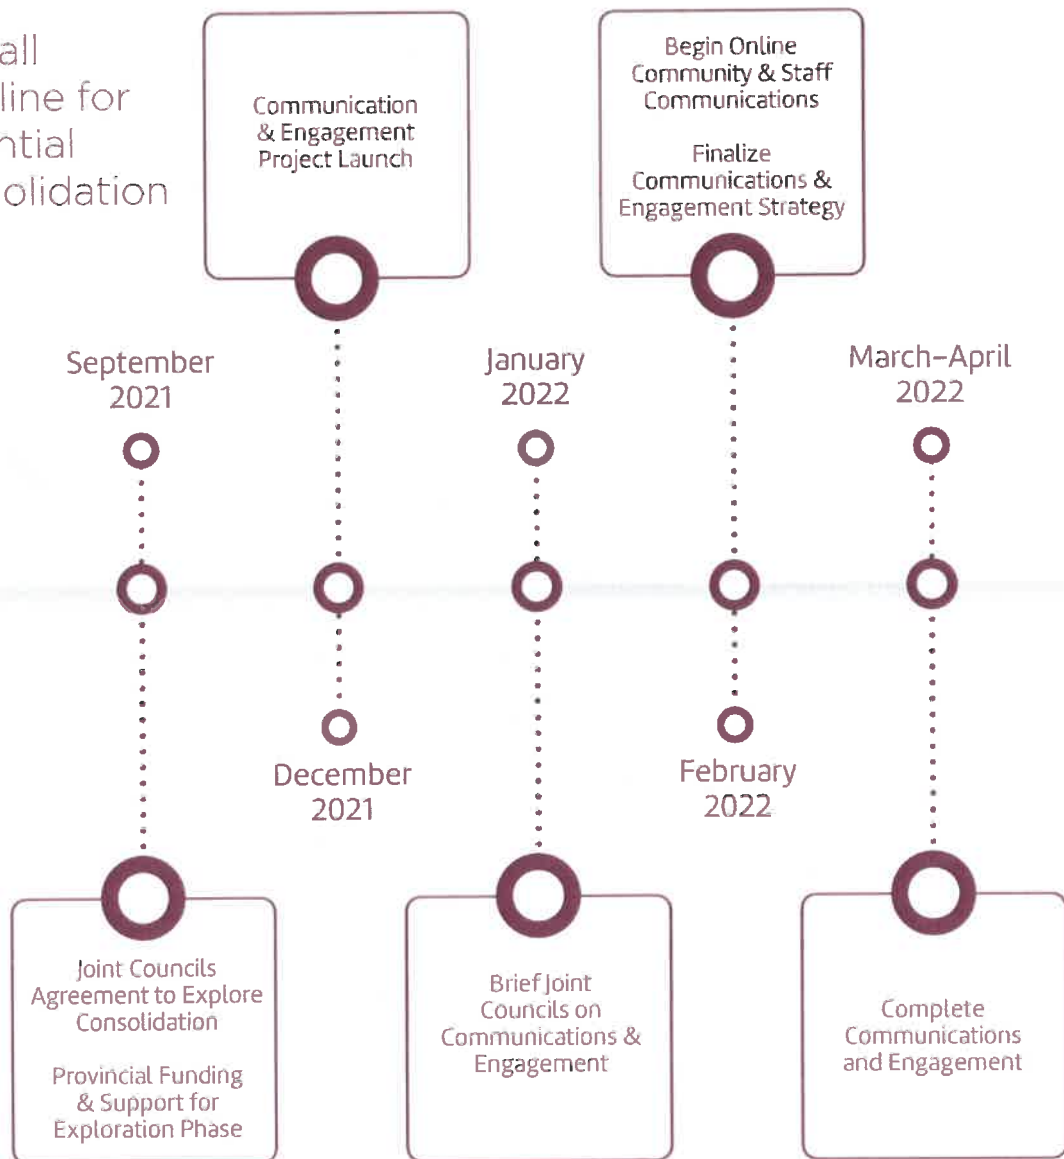 all
line for
ntial
olidation
Communication
& Engagement
Project Launch
Begin Online
Community & Staff
Communications
Finalize
Communications &
Engagement Strategy
September
2021
January
2022
March–April
2022
December
2021
February
2022
Joint Councils
Agreement to Explore
Consolidation
Provincial Funding
& Support for
Exploration Phase
Brief Joint
Councils on
Communications &
Engagement
Complete
Communications
and Engagement